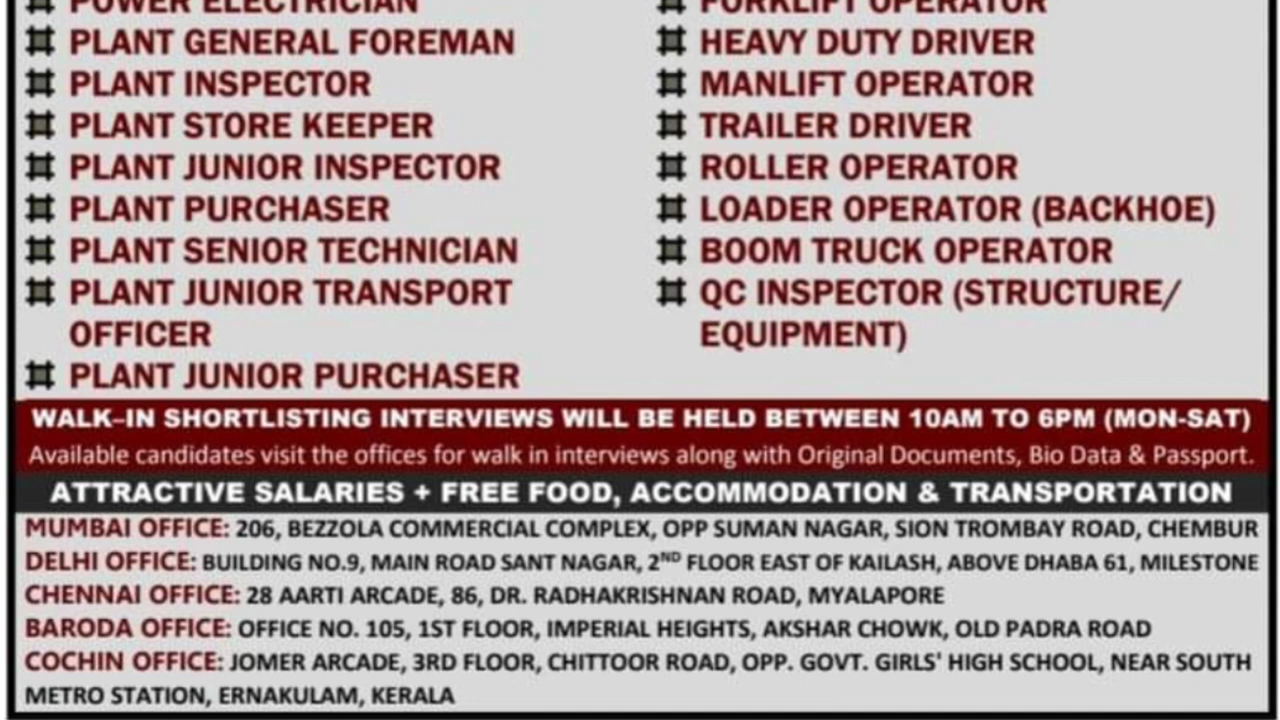 POWER ELECTRICIAN
PLANT GENERAL FOREMAN
PLANT INSPECTOR
PLANT STORE KEEPER
PLANT JUNIOR INSPECTOR
PLANT PURCHASER
PLANT SENIOR TECHNICIAN
PLANT JUNIOR TRANSPORT
OFFICER
PLANT JUNIOR PURCHASER
FORKLIFT OPERATOR
HEAVY DUTY DRIVER
MANLIFT OPERATOR
TRAILER DRIVER
ROLLER OPERATOR
LOADER OPERATOR (BACKHOE)
BOOM TRUCK OPERATOR
QC INSPECTOR (STRUCTURE/
EQUIPMENT)
WALK–IN SHORTLISTING INTERVIEWS WILL BE HELD BETWEEN 10AM TO 6PM (MON-SAT)
Available candidates visit the offices for walk in interviews along with Original Documents, Bio Data & Passport.
ATTRACTIVE SALARIES + FREE FOOD, ACCOMMODATION & TRANSPORTATION
MUMBAI OFFICE: 206, BEZZOLA COMMERCIAL COMPLEX, OPP SUMAN NAGAR, SION TROMBAY ROAD, CHEMBUR
DELHI OFFICE: BUILDING NO.9, MAIN ROAD SANT NAGAR, 2ND FLOOR EAST OF KAILASH, ABOVE DHABA 61, MILESTONE
CHENNAI OFFICE: 28 AARTI ARCADE, 86, DR. RADHAKRISHNAN ROAD, MYALAPORE
BARODA OFFICE: OFFICE NO. 105, 1ST FLOOR, IMPERIAL HEIGHTS, AKSHAR CHOWK, OLD PADRA ROAD
COCHIN OFFICE: JOMER ARCADE, 3RD FLOOR, CHITTOOR ROAD, OPP. GOVT. GIRLS' HIGH SCHOOL, NEAR SOUTH
METRO STATION, ERNAKULAM, KERALA